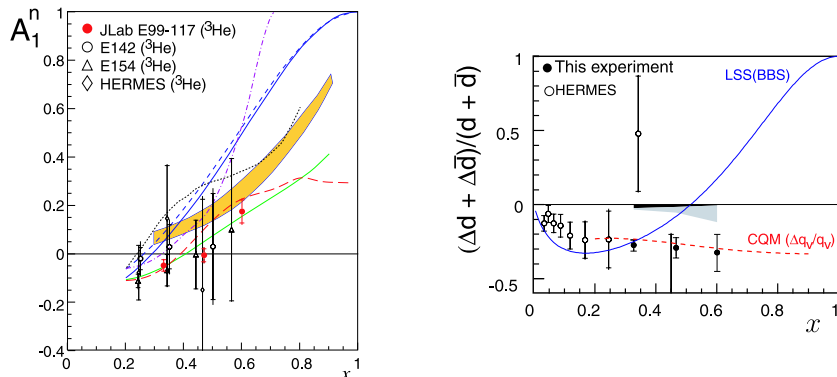 A₁ⁿ
JLab E99-117 (³He)
E142 (³He)
E154 (³He)
HERMES (³He)
1
0.8
0.6
0.4
0.2
0
-0.2
-0.4
0 0.2 0.4 0.6 0.8 1
x
(Δd + Δd̄)/(d + d̄)
This experiment
HERMES
LSS(BBS)
CQM (Δqᵥ/qᵥ)
1
0.5
0
-0.5
0 0.2 0.4 0.6 0.8 1
x